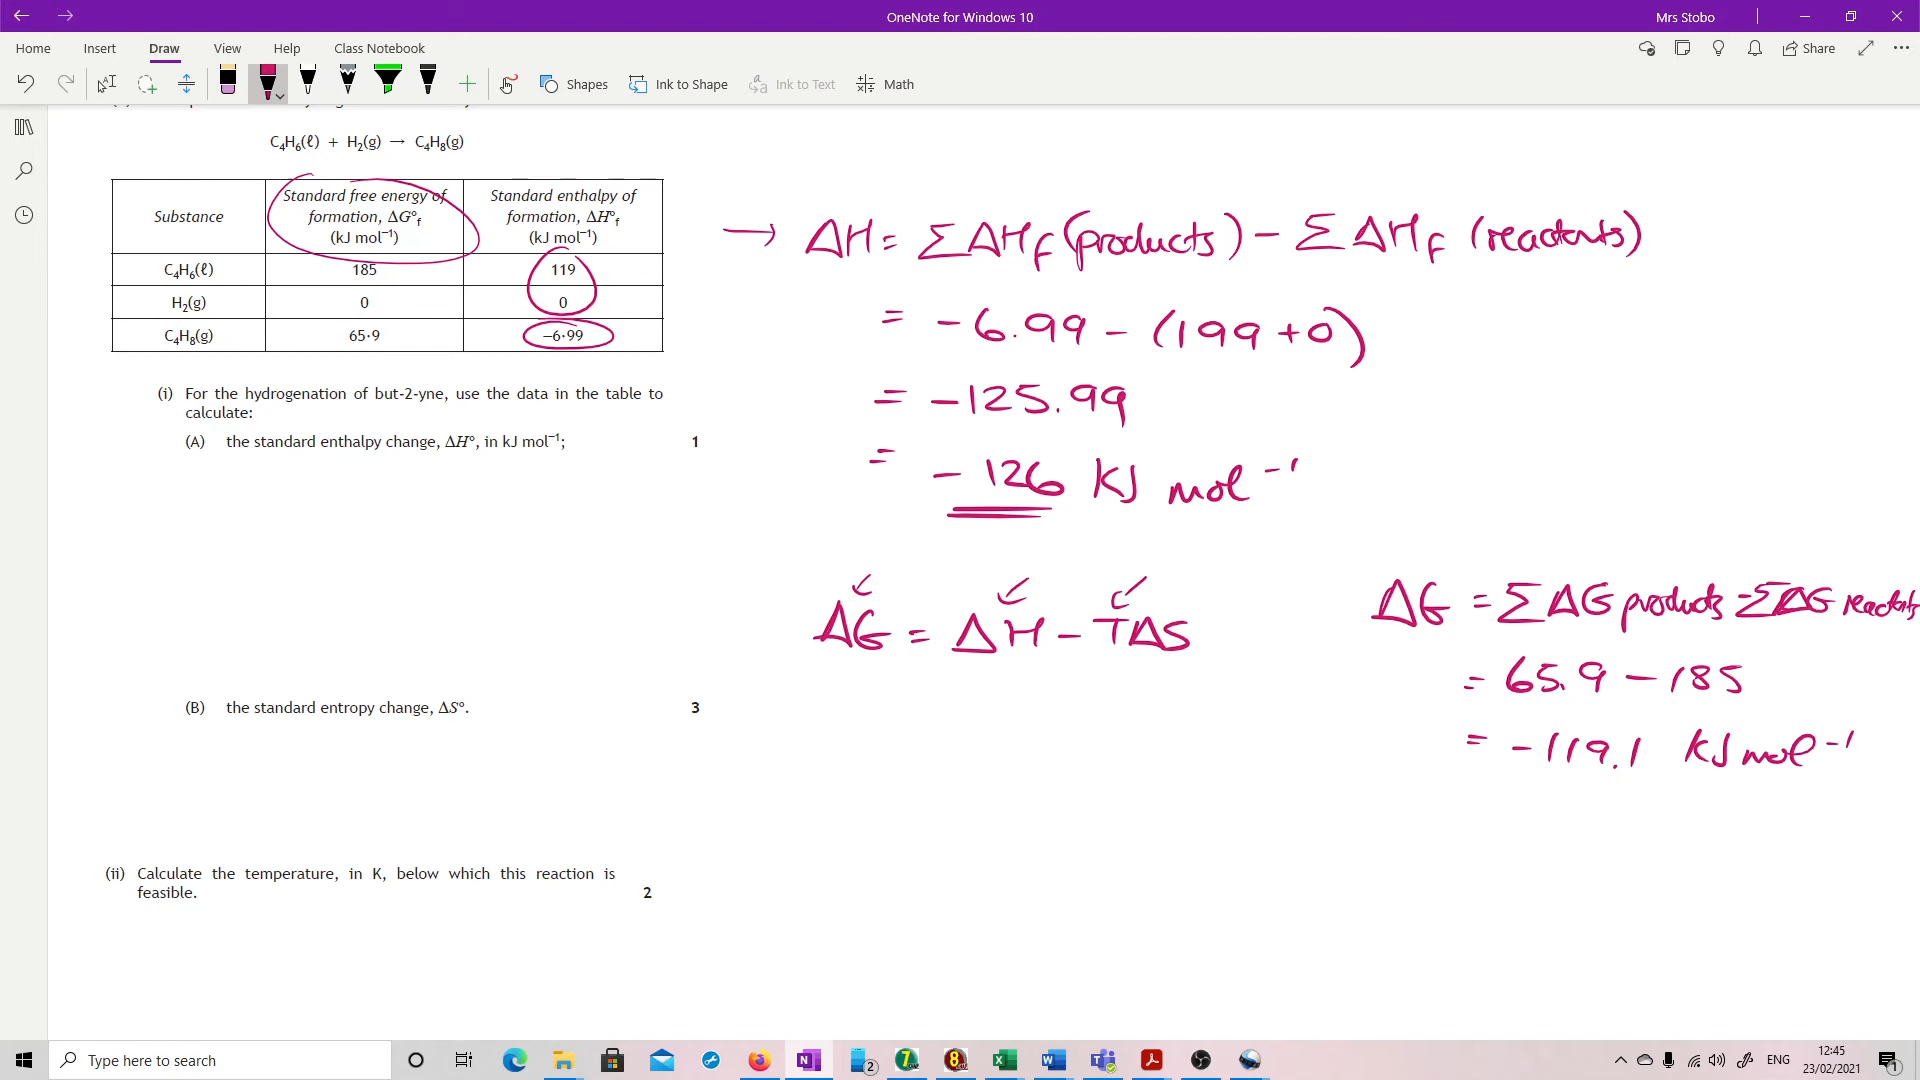 OneNote for Windows 10
Mrs Stobo
Home Insert Draw View Help Class Notebook
Share
Shapes
Ink to Shape
Ink to Text
Math
C₄H₆(ℓ) + H₂(g) → C₄H₈(g)
Substance
Standard free energy of formation, ΔG°f (kJ mol⁻¹)
Standard enthalpy of formation, ΔH°f (kJ mol⁻¹)
C₄H₆(ℓ) 185 119
H₂(g) 0 0
C₄H₈(g) 65·9 −6·99
(i) For the hydrogenation of but-2-yne, use the data in the table to
calculate:
(A) the standard enthalpy change, ΔH°, in kJ mol⁻¹; 1
(B) the standard entropy change, ΔS°. 3
(ii) Calculate the temperature, in K, below which this reaction is
feasible. 2
→ ΔH = ΣΔHf (products) − ΣΔHf (reactants)
= −6.99 − (199 + 0)
= −125.99
= −126 KJ mol⁻¹
ΔG = ΔH − TΔS
ΔG = ΣΔG products − ΣΔG reactants
= 65.9 − 185
= −119.1 KJ mol⁻¹
Type here to search
2
7
8
ENG
12:45
23/02/2021
1